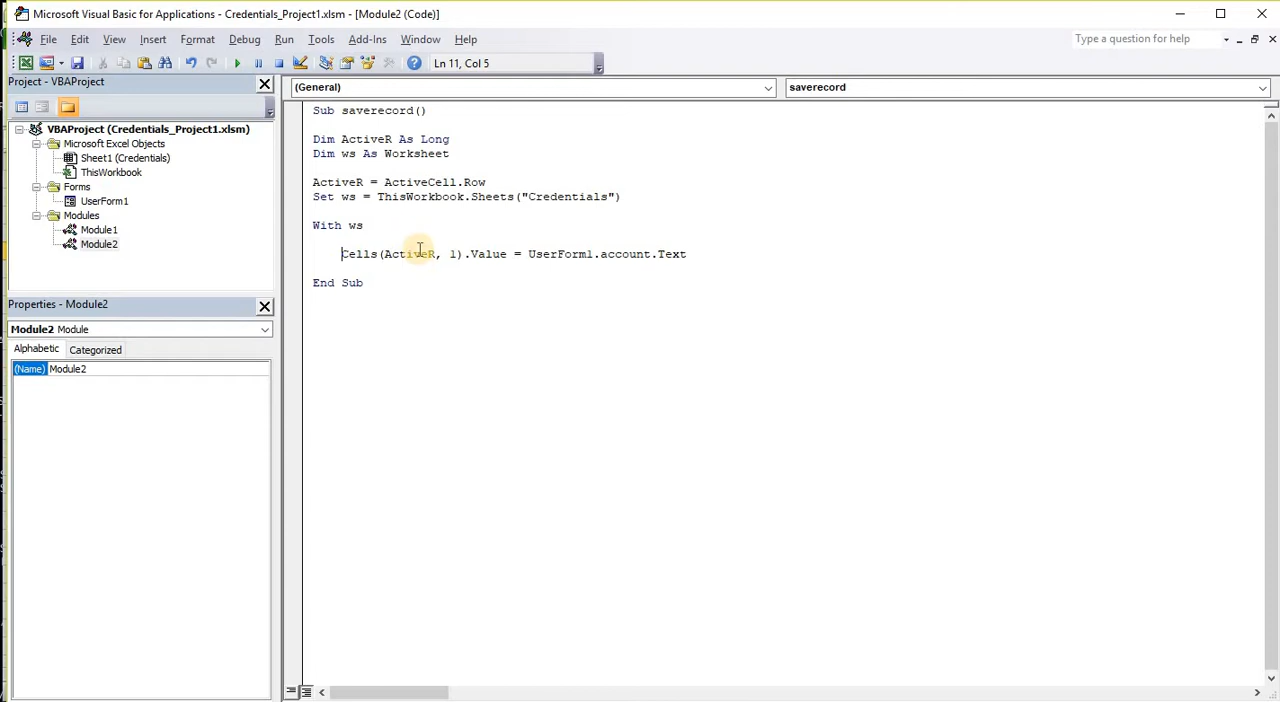 Microsoft Visual Basic for Applications - Credentials_Project1.xlsm - [Module2 (Code)]
File Edit View Insert Format Debug Run Tools Add-Ins Window Help
Type a question for help
Ln 11, Col 5
Project - VBAProject
(General)
saverecord
VBAProject (Credentials_Project1.xlsm)
Microsoft Excel Objects
Sheet1 (Credentials)
ThisWorkbook
Forms
UserForm1
Modules
Module1
Module2
Properties - Module2
Module2 Module
Alphabetic Categorized
(Name) Module2
Sub saverecord()
Dim ActiveR As Long
Dim ws As Worksheet
ActiveR = ActiveCell.Row
Set ws = ThisWorkbook.Sheets("Credentials")
With ws
Cells(ActiveR, 1).Value = UserForm1.account.Text
End Sub